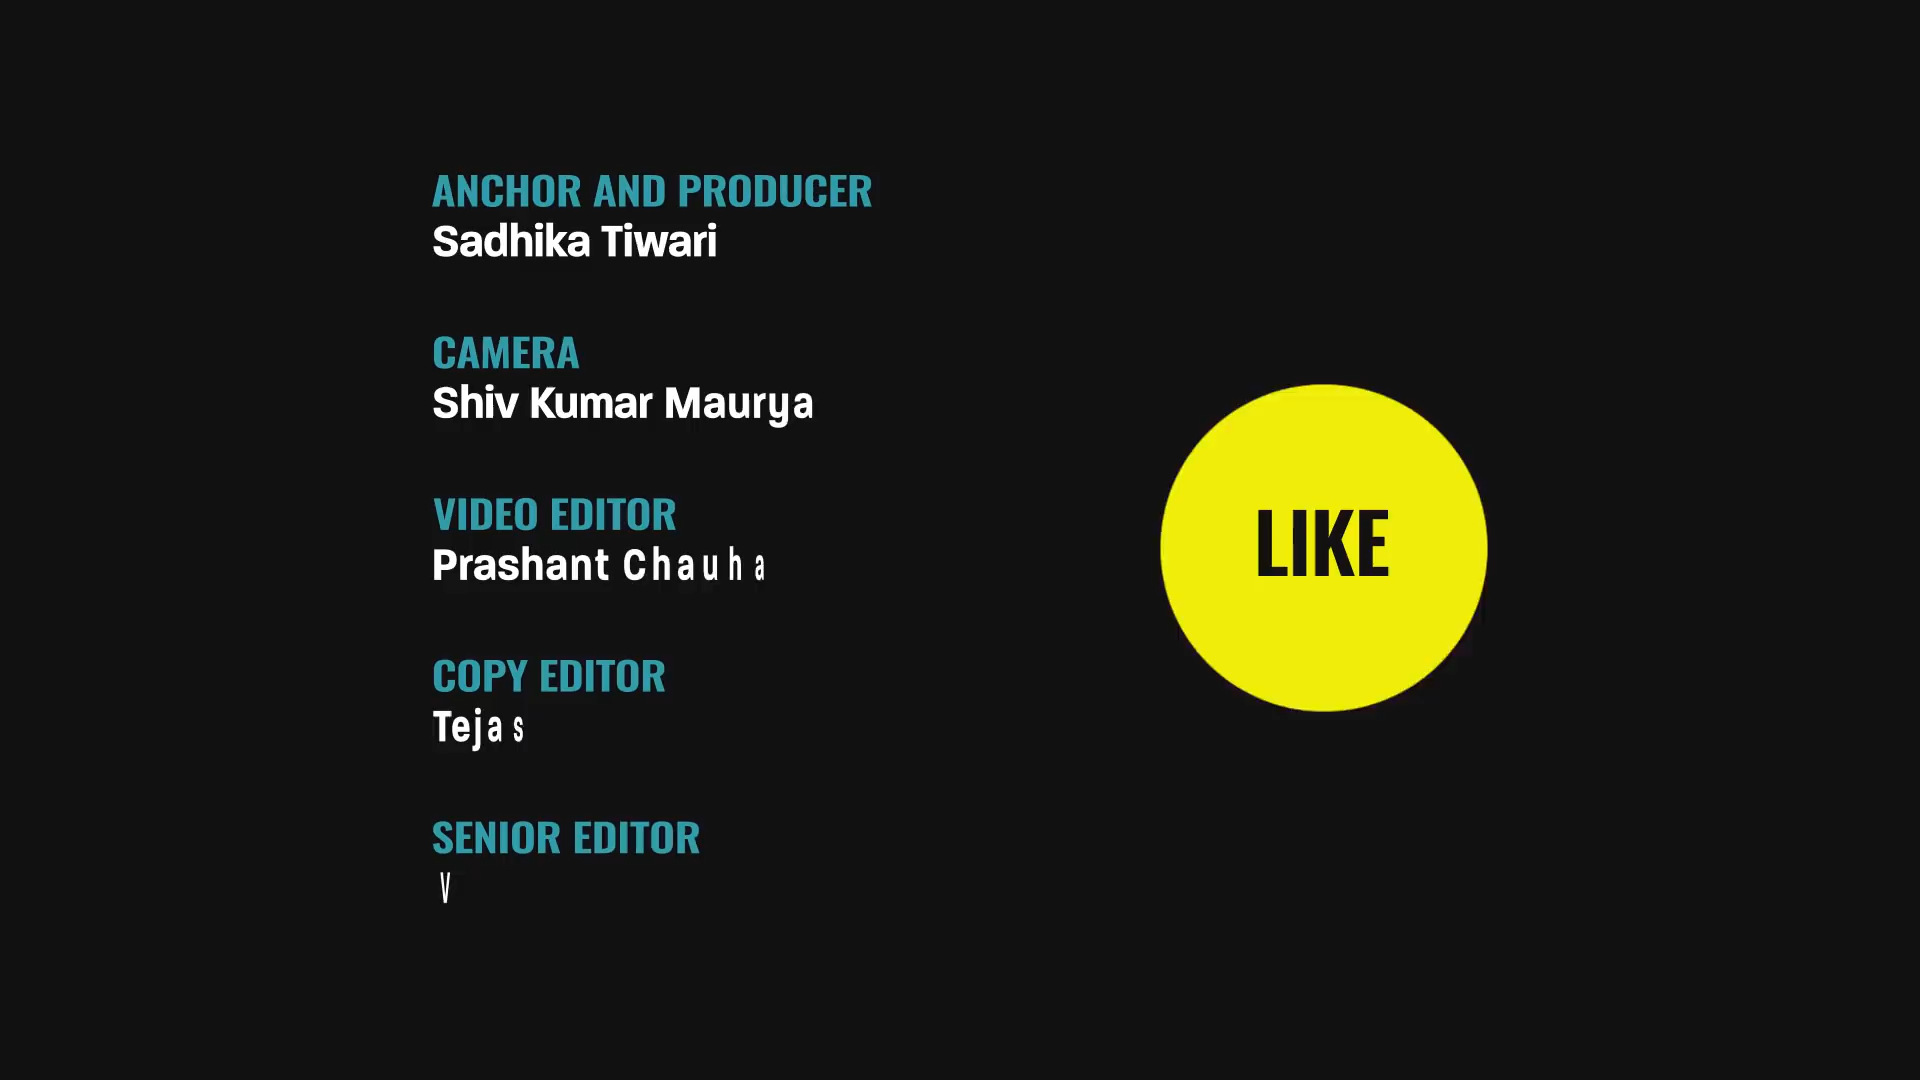 ANCHOR AND PRODUCER
Sadhika Tiwari
CAMERA
Shiv Kumar Maurya
VIDEO EDITOR
Prashant Chauha
COPY EDITOR
Tejas
SENIOR EDITOR
V
LIKE